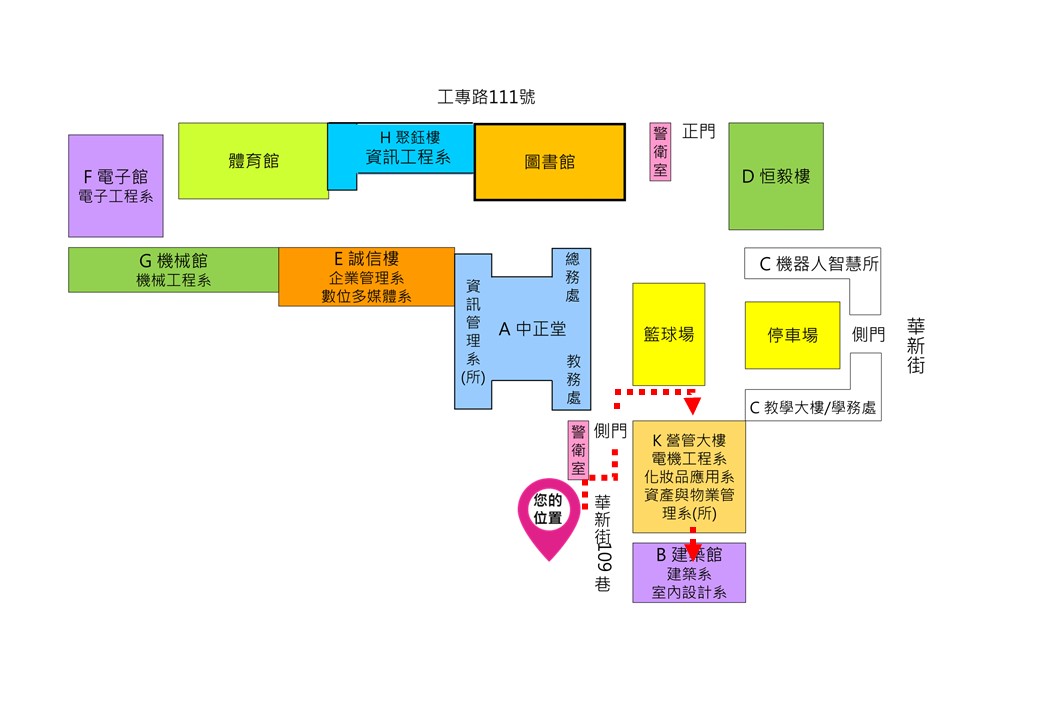 工專路111號
F 電子館
電子工程系
體育館
H 聚鈺樓
資訊工程系
圖書館
警衛室
正門
D 恒毅樓
G 機械館
機械工程系
E 誠信樓
企業管理系
數位多媒體系
資訊管理系(所)
A 中正堂
總務處
教務處
籃球場
C 機器人智慧所
停車場
側門
華新街
C 教學大樓/學務處
警衛室
側門
K 營管大樓
電機工程系
化妝品應用系
資產與物業管
理系(所)
您的
位置
華新街109巷
B 建築館
建築系
室內設計系